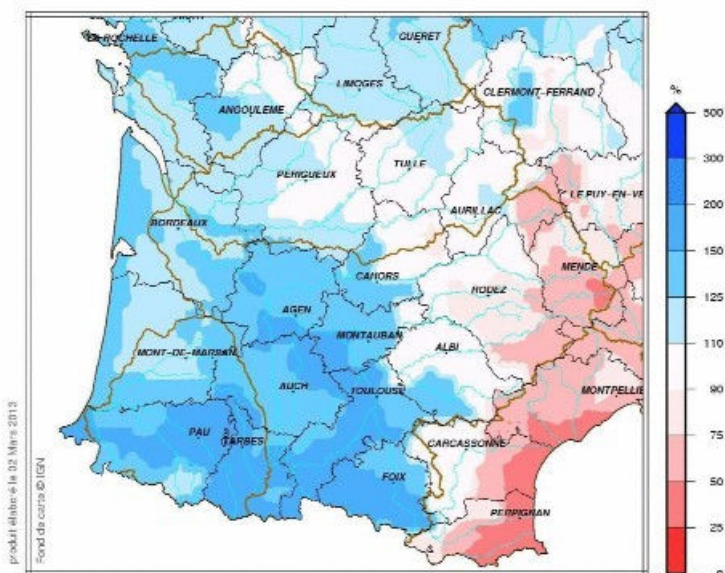 LA ROCHELLE
GUERET
LIMOGES
CLERMONT-FERRAND
ANGOULEME
%
500
PERIGUEUX
TULLE
300
LE PUY-EN-VE
AURILLAC
200
BORDEAUX
150
CAHORS
MENDE
RODEZ
125
AGEN
MONTAUBAN
110
MONT-DE-MARSAN
ALBI
90
AUCH
TOULOUSE
MONTPELLIE
75
PAU
TARBES
CARCASSONNE
50
FOIX
PERPIGNAN
25
0
produit élaboré le 02 Mars 2013
Fond de carte © IGN